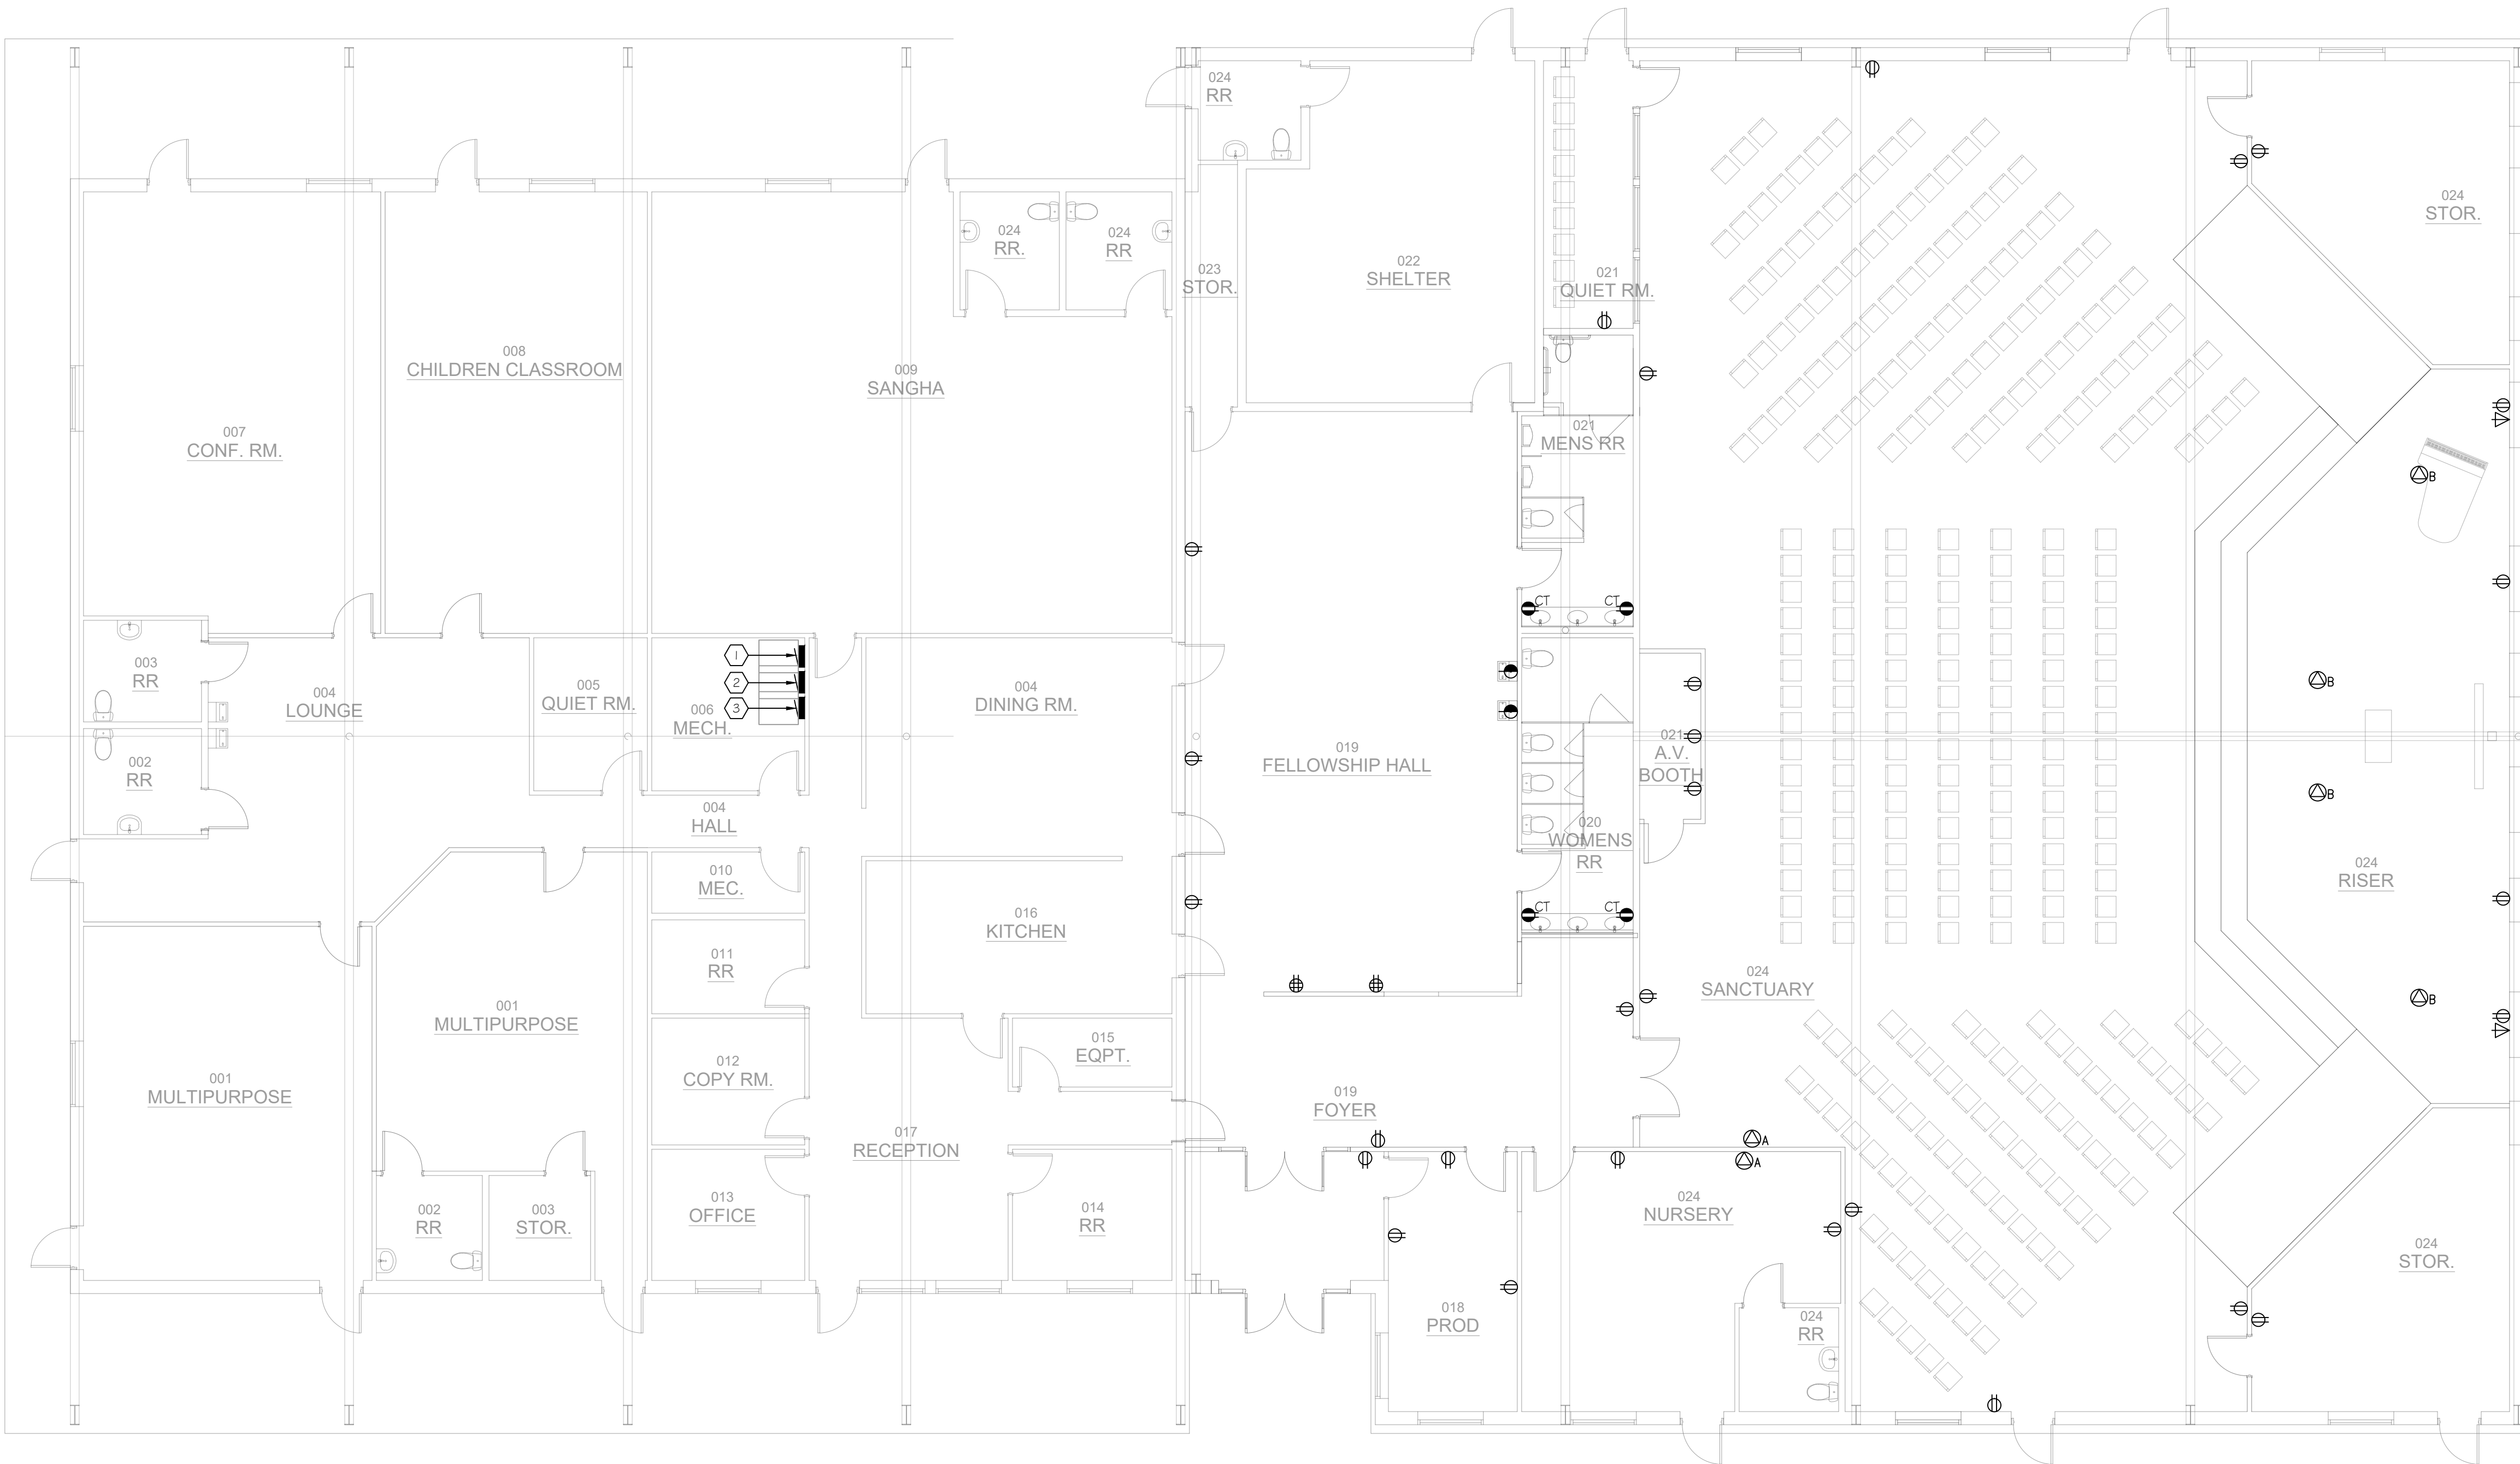 024
RR
024
STOR.
024
RR.
024
RR
023
STOR.
022
SHELTER
021
QUIET RM.
008
CHILDREN CLASSROOM
009
SANGHA
007
CONF. RM.
021
MENS RR
B
CT
CT
003
RR
004
LOUNGE
005
QUIET RM.
1
2
3
006
MECH.
004
DINING RM.
B
002
RR
019
FELLOWSHIP HALL
021
A.V.
BOOTH
B
004
HALL
020
WOMENS
RR
010
MEC.
024
RISER
016
KITCHEN
CT
CT
011
RR
024
SANCTUARY
B
001
MULTIPURPOSE
015
EQPT.
012
COPY RM.
001
MULTIPURPOSE
019
FOYER
017
RECEPTION
A
A
002
RR
003
STOR.
013
OFFICE
014
RR
024
NURSERY
024
STOR.
018
PROD
024
RR